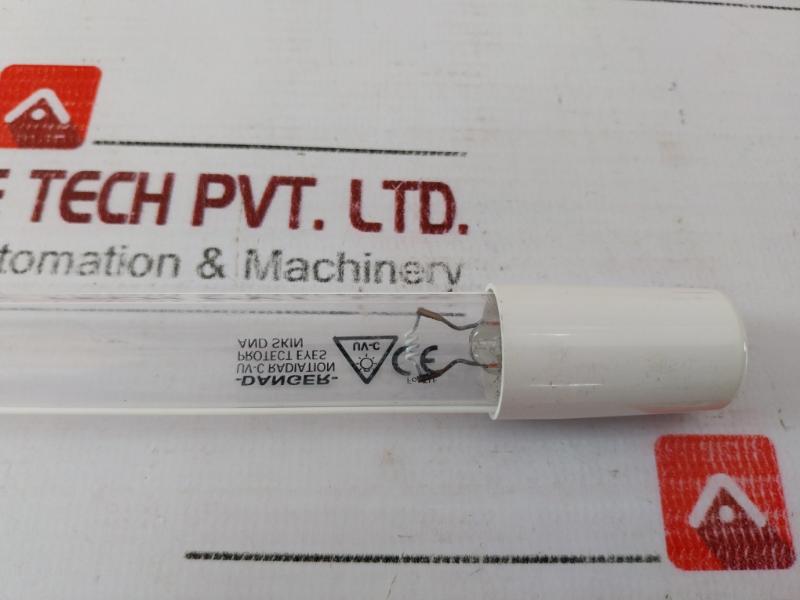 TECH PVT. LTD.
tomation & Machinery
-DANGER-
UV-C RADIATION
PROTECT EYES
AND SKIN
UV-C
CE